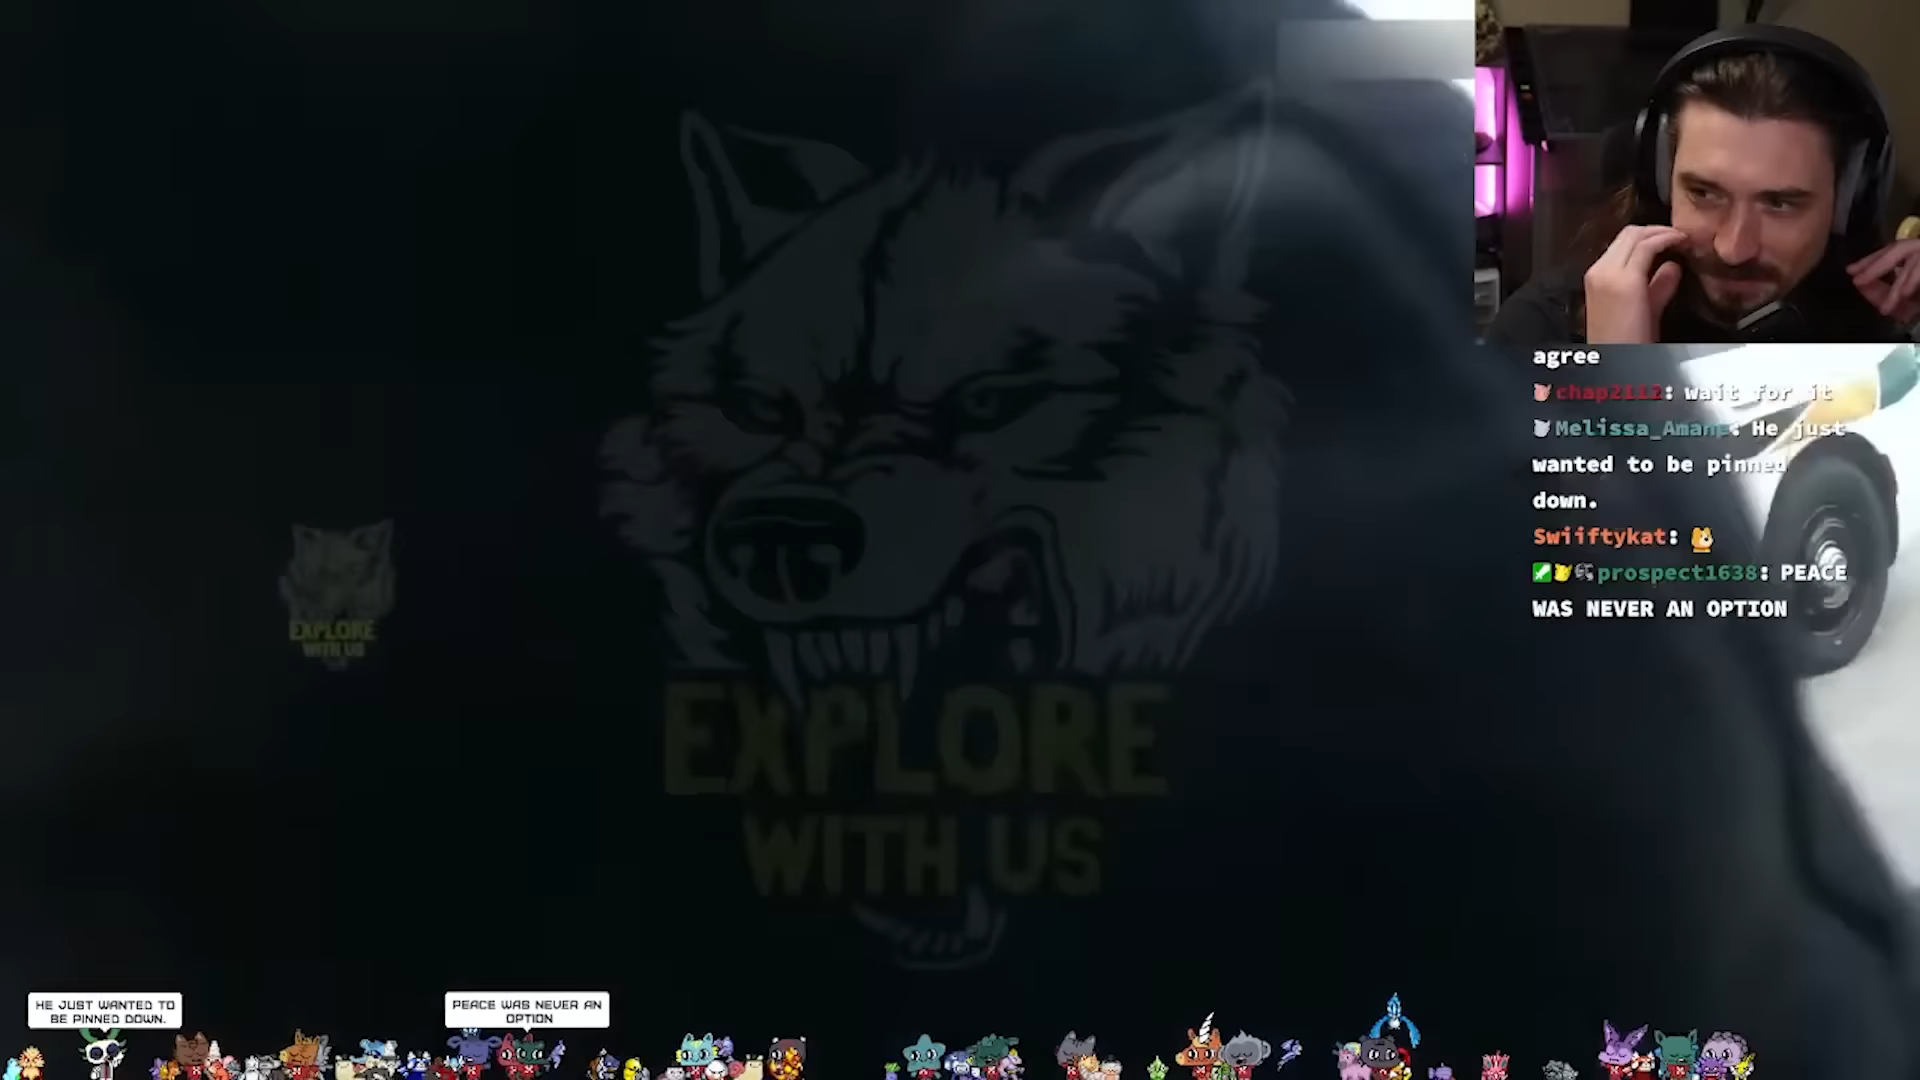 agree
chap2112: wait for it
Melissa_Amane: He just
wanted to be pinned
down.
Swiiftykat:
prospect1638: PEACE
WAS NEVER AN OPTION
EXPLORE
WITH US
EXPLORE
WITH US
HE JUST WANTED TO
BE PINNED DOWN.
PEACE WAS NEVER AN
OPTION